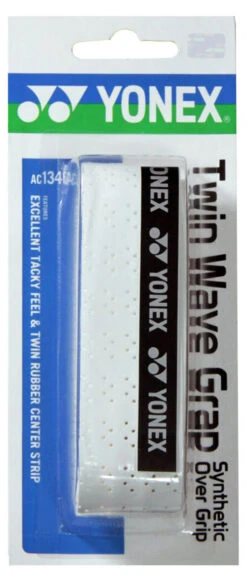 YONEX®
AC134
FEATURES
EXCELLENT TACKY FEEL & TWIN RUBBER CENTER STRIP
Twin Wave Grap
Synthetic
Over Grip
YONEX
YONEX
YONEX